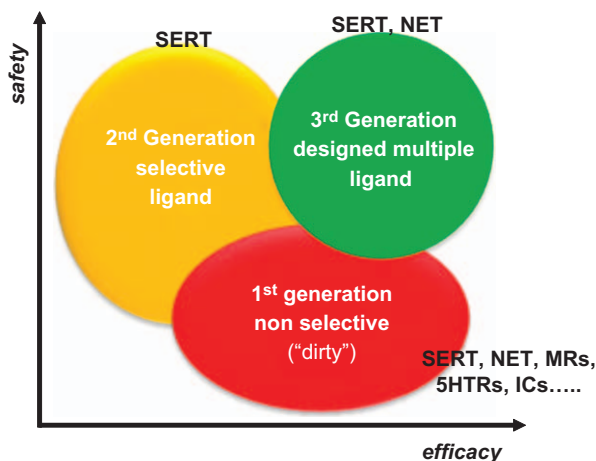 SERT
SERT, NET
safety
2nd Generation
selective
ligand
3rd Generation
designed multiple
ligand
1st generation
non selective
(“dirty”)
SERT, NET, MRs,
5HTRs, ICs.....
efficacy